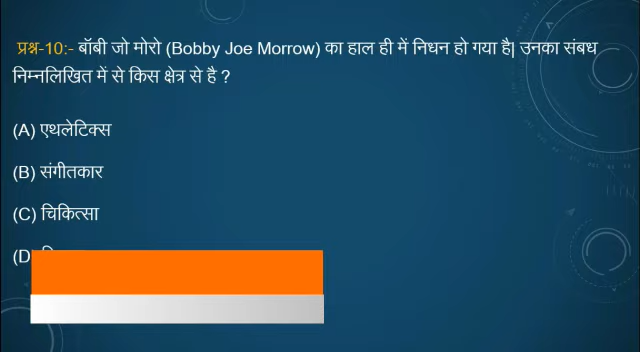 प्रश्न-10:- बॉबी जो मोरो (Bobby Joe Morrow) का हाल ही में निधन हो गया है| उनका संबध
निम्नलिखित में से किस क्षेत्र से है ?
(A) एथलेटिक्स
(B) संगीतकार
(C) चिकित्सा
(D)